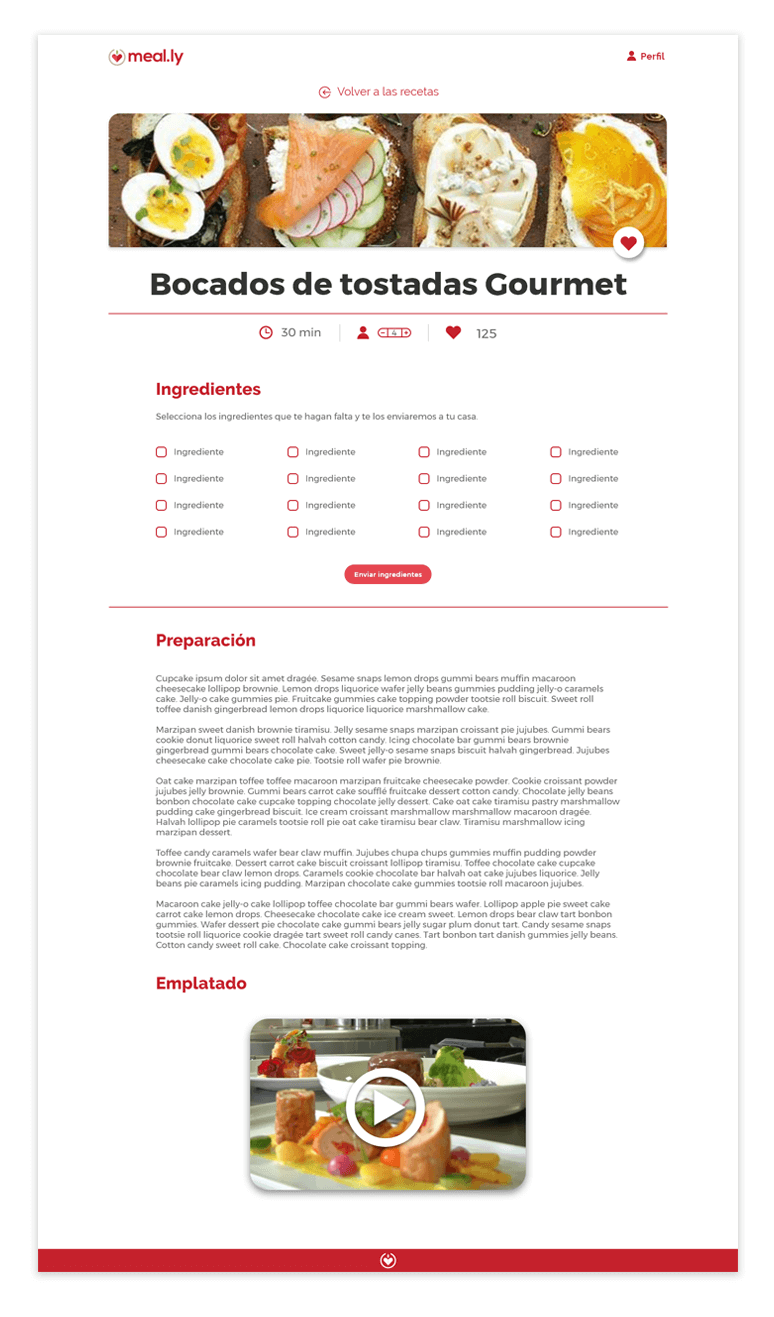 meal.ly
Perfil
Volver a las recetas
Bocados de tostadas Gourmet
30 min
4
125
Ingredientes
Selecciona los ingredientes que te hagan falta y te los enviaremos a tu casa.
Ingrediente Ingrediente Ingrediente Ingrediente
Ingrediente Ingrediente Ingrediente Ingrediente
Ingrediente Ingrediente Ingrediente Ingrediente
Ingrediente Ingrediente Ingrediente Ingrediente
Enviar ingredientes
Preparación
Cupcake ipsum dolor sit amet dragée. Sesame snaps lemon drops gummi bears muffin macaroon
cheesecake lollipop brownie. Lemon drops liquorice wafer jelly beans gummies pudding jelly-o caramels
cake. Jelly-o cake gummies pie. Fruitcake gummies cake topping powder tootsie roll biscuit. Sweet roll
toffee danish gingerbread lemon drops liquorice liquorice marshmallow cake.
Marzipan sweet danish brownie tiramisu. Jelly sesame snaps marzipan croissant pie jujubes. Gummi bears
cookie donut liquorice sweet roll halvah cotton candy. Icing chocolate bar gummi bears brownie
gingerbread gummi bears chocolate cake. Sweet jelly-o sesame snaps biscuit halvah gingerbread. Jujubes
cheesecake cake chocolate cake pie. Tootsie roll wafer pie brownie.
Oat cake marzipan toffee toffee macaroon marzipan fruitcake cheesecake powder. Cookie croissant powder
jujubes jelly brownie. Gummi bears carrot cake soufflé fruitcake dessert cotton candy. Chocolate jelly beans
bonbon chocolate cake cupcake topping chocolate jelly dessert. Cake oat cake tiramisu pastry marshmallow
pudding cake gingerbread biscuit. Ice cream croissant marshmallow marshmallow macaroon dragée.
Halvah lollipop pie caramels tootsie roll pie oat cake tiramisu bear claw. Tiramisu marshmallow icing
marzipan dessert.
Toffee candy caramels wafer bear claw muffin. Jujubes chupa chups gummies muffin pudding powder
brownie fruitcake. Dessert carrot cake biscuit croissant lollipop tiramisu. Toffee chocolate cake cupcake
chocolate bear claw lemon drops. Caramels cookie chocolate bar halvah oat cake jujubes liquorice. Jelly
beans pie caramels icing pudding. Marzipan chocolate cake gummies tootsie roll macaroon jujubes.
Macaroon cake jelly-o cake lollipop toffee chocolate bar gummi bears wafer. Lollipop apple pie sweet cake
carrot cake lemon drops. Cheesecake chocolate cake ice cream sweet. Lemon drops bear claw tart bonbon
gummies. Wafer dessert pie chocolate cake gummi bears jelly sugar plum donut tart. Candy sesame snaps
tootsie roll liquorice cookie dragée tart sweet roll candy canes. Tart bonbon tart danish gummies jelly beans.
Cotton candy sweet roll cake. Chocolate cake croissant topping.
Emplatado